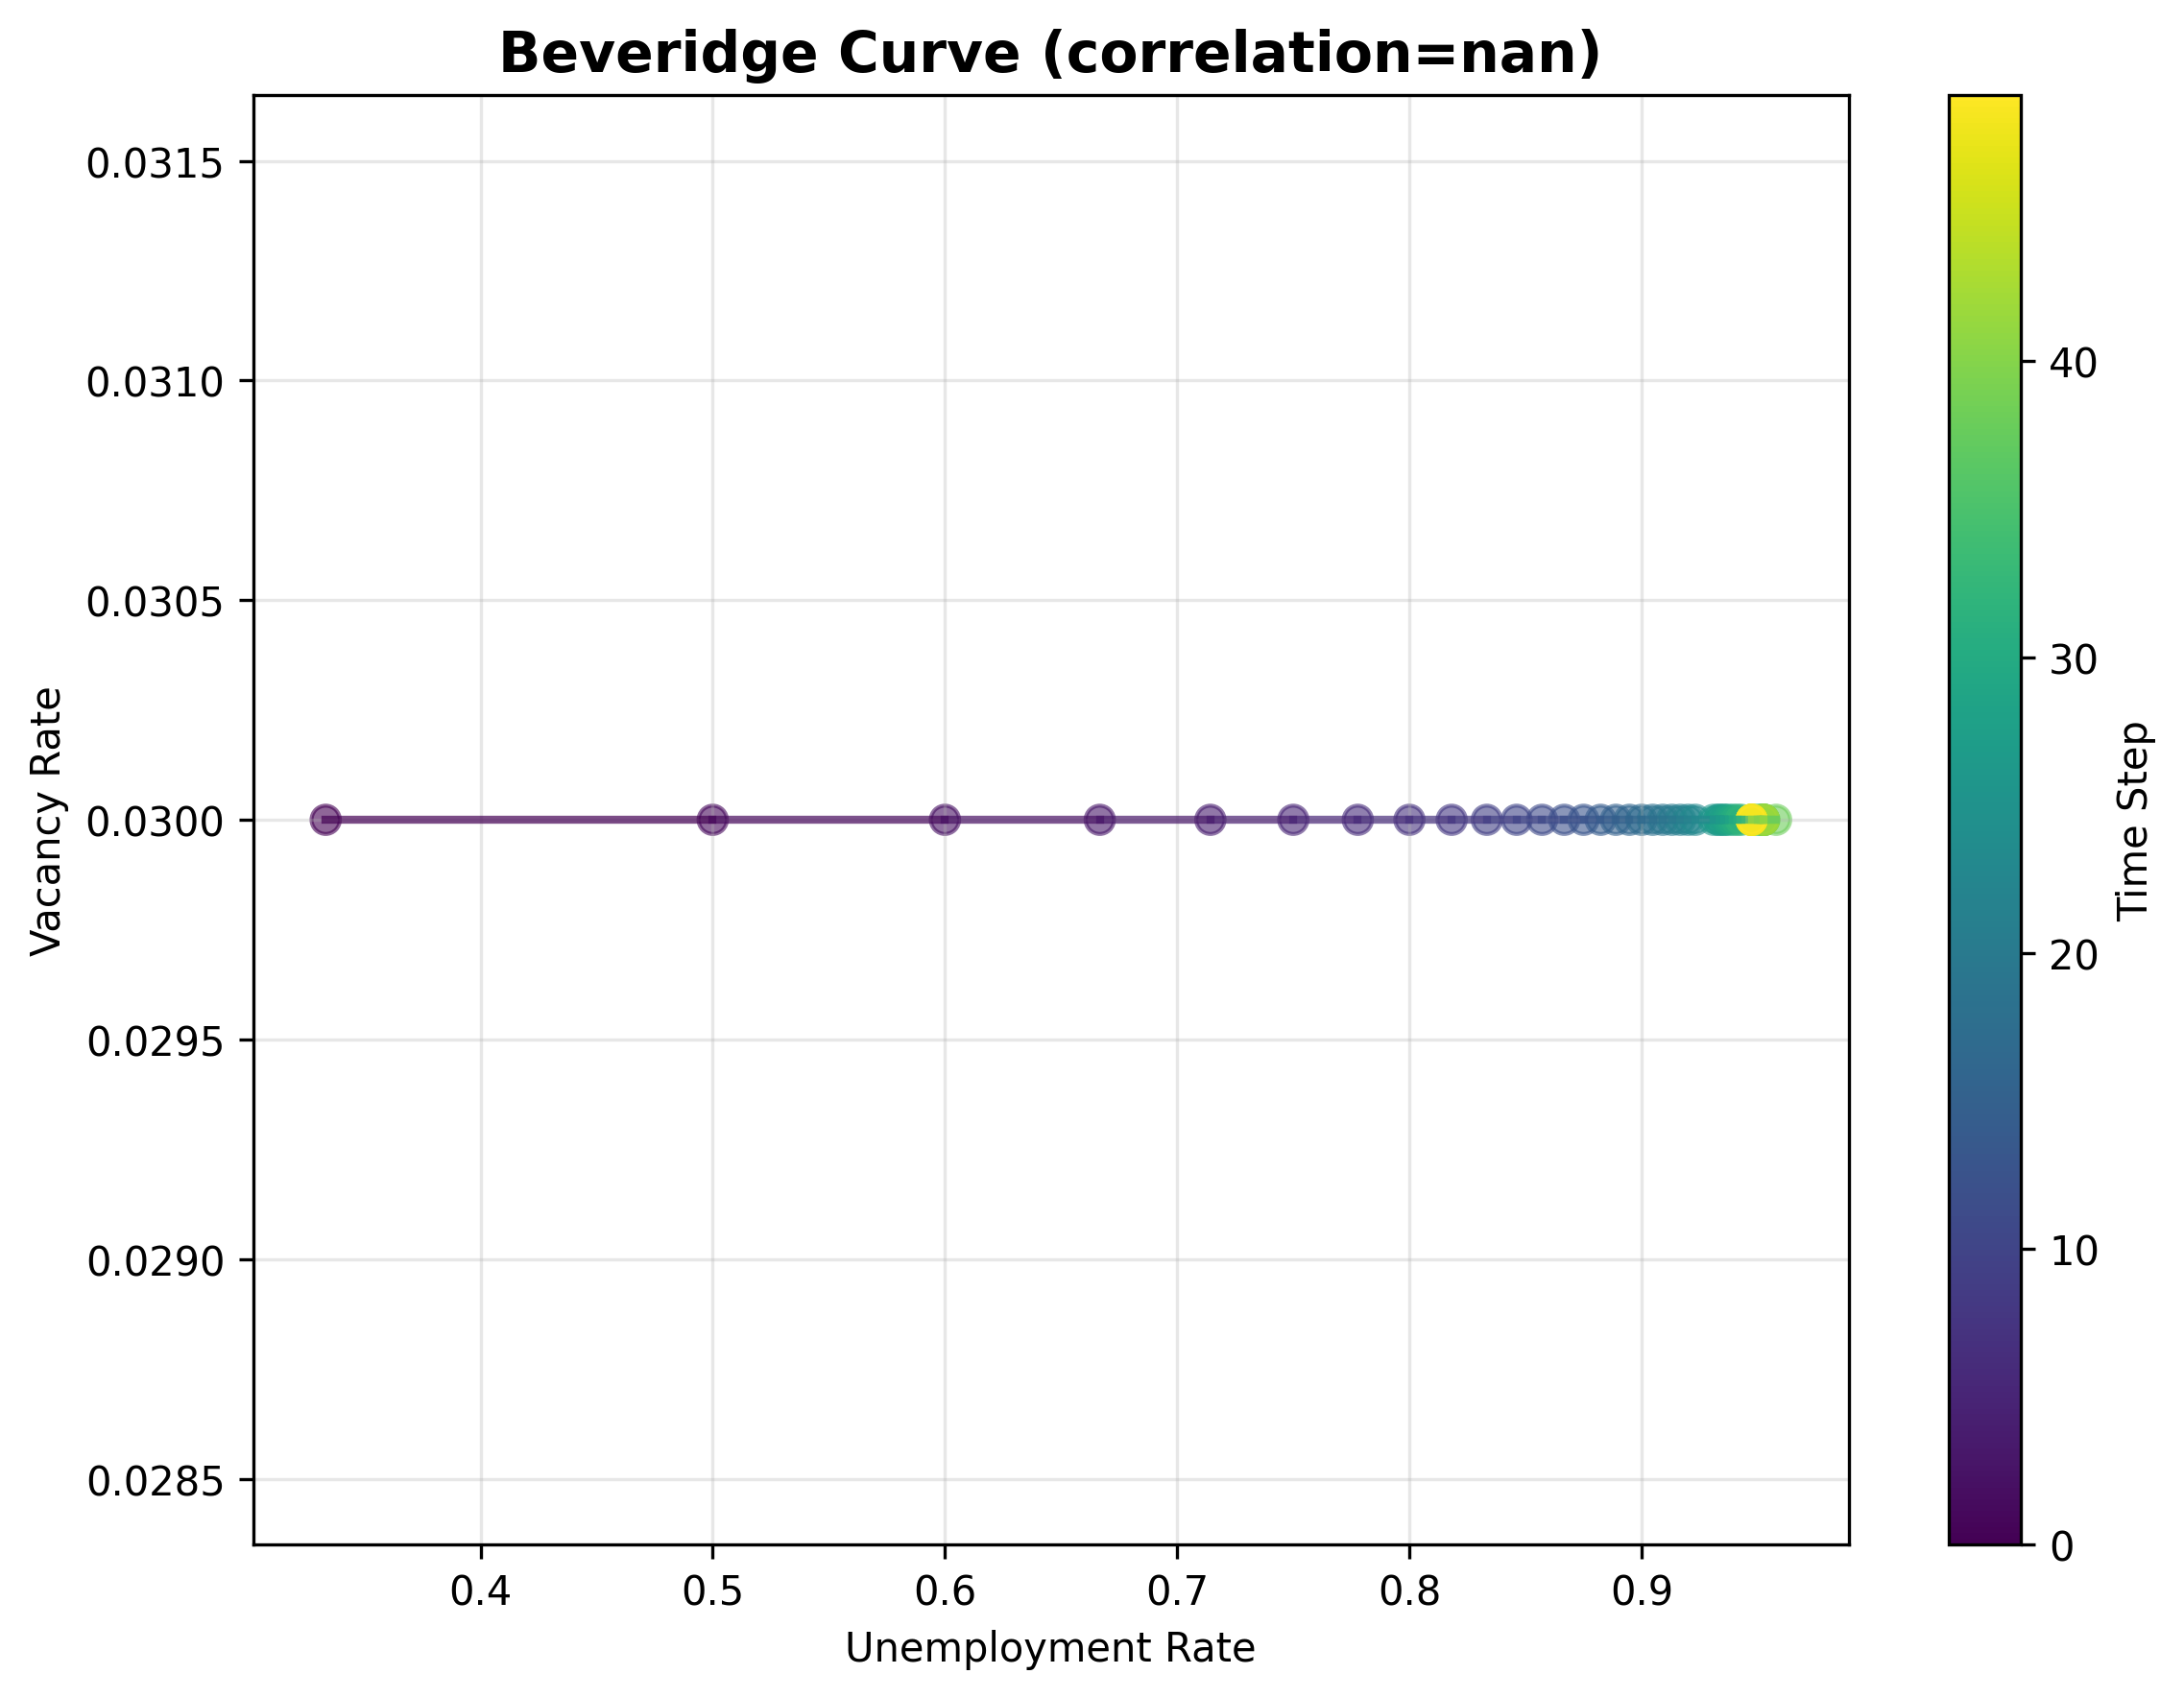 Beveridge Curve (correlation=nan)
Vacancy Rate
0.0315
0.0310
0.0305
0.0300
0.0295
0.0290
0.0285
0.4 0.5 0.6 0.7 0.8 0.9
Unemployment Rate
40
30
20
10
0
Time Step